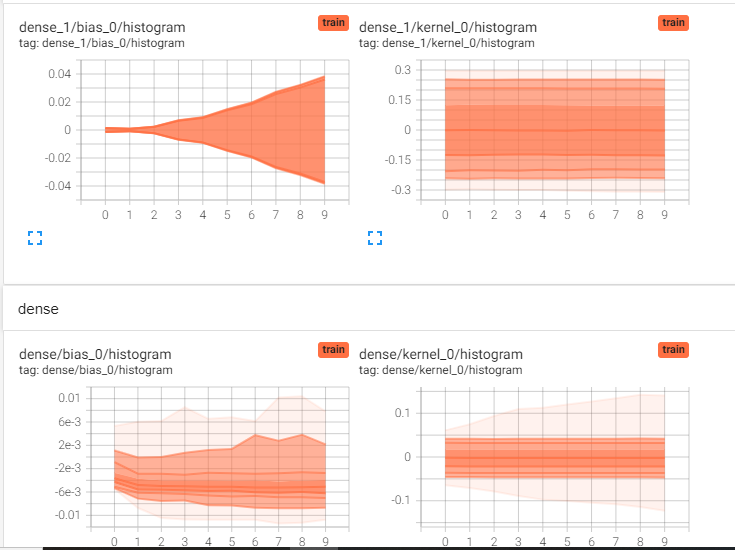 dense_1/bias_0/histogram
train
tag: dense_1/bias_0/histogram
0.04
0.02
0
-0.02
-0.04
0 1 2 3 4 5 6 7 8 9
dense_1/kernel_0/histogram
train
tag: dense_1/kernel_0/histogram
0.3
0.15
0
-0.15
-0.3
0 1 2 3 4 5 6 7 8 9
dense
dense/bias_0/histogram
train
tag: dense/bias_0/histogram
0.01
6e-3
2e-3
-2e-3
-6e-3
-0.01
0 1 2 3 4 5 6 7 8 9
dense/kernel_0/histogram
train
tag: dense/kernel_0/histogram
0.1
0
-0.1
0 1 2 3 4 5 6 7 8 9